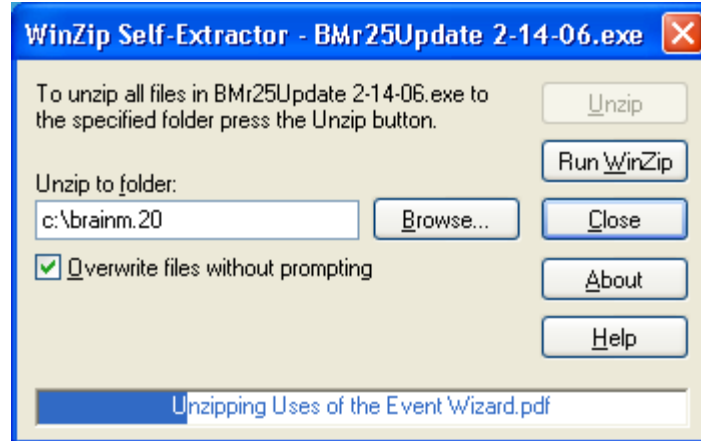 WinZip Self-Extractor - BMr25Update 2-14-06.exe
To unzip all files in BMr25Update 2-14-06.exe to
the specified folder press the Unzip button.
Unzip
Run WinZip
Unzip to folder:
c:\brainm.20
Browse...
Close
Overwrite files without prompting
About
Help
Unzipping Uses of the Event Wizard.pdf